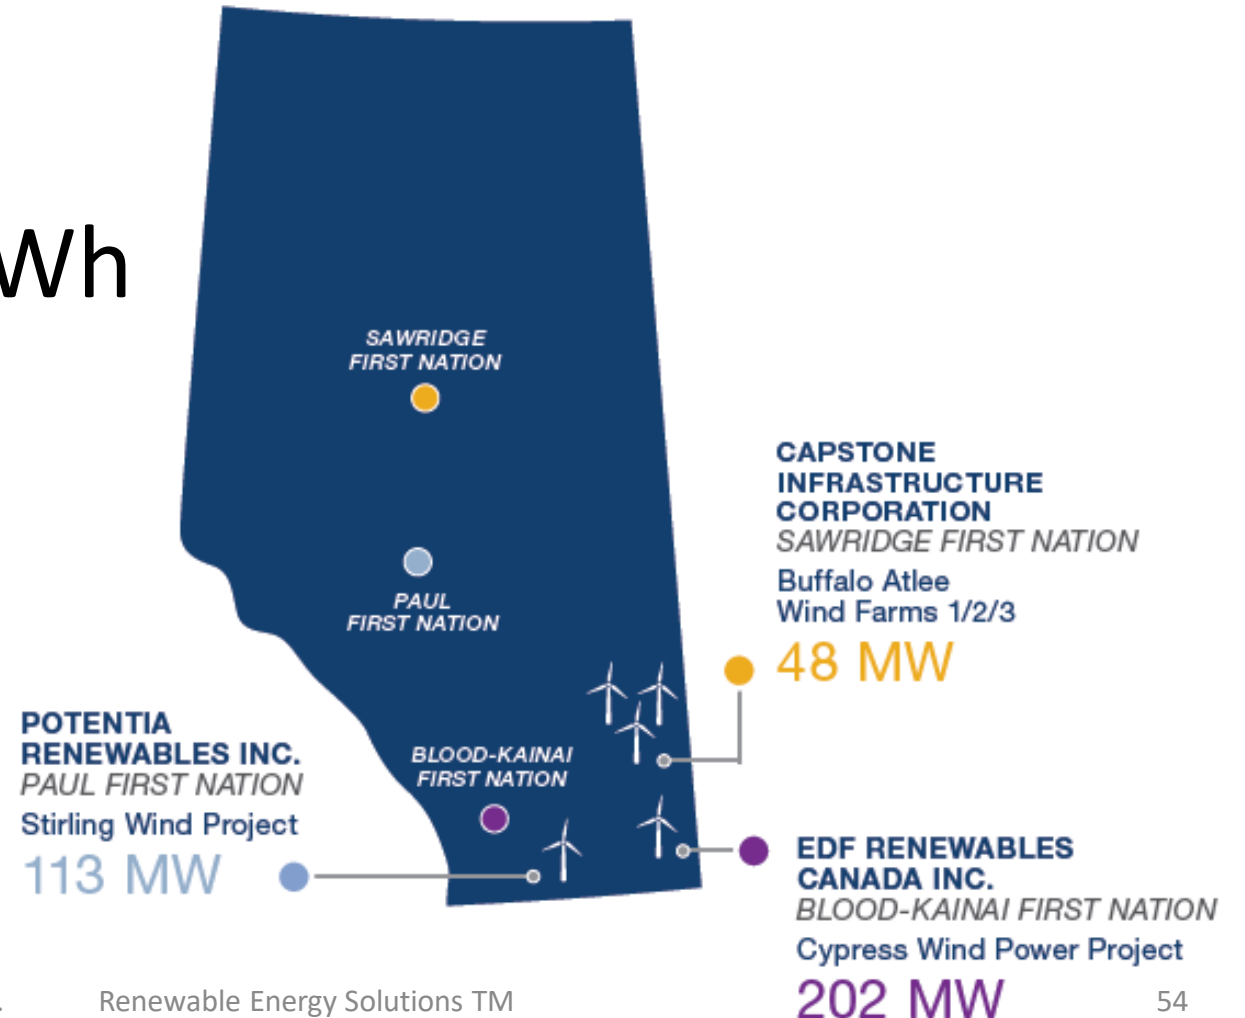 Wh
SAWRIDGE
FIRST NATION
PAUL
FIRST NATION
BLOOD-KAINAI
FIRST NATION
CAPSTONE
INFRASTRUCTURE
CORPORATION
SAWRIDGE FIRST NATION
Buffalo Atlee
Wind Farms 1/2/3
48 MW
POTENTIA
RENEWABLES INC.
PAUL FIRST NATION
Stirling Wind Project
113 MW
EDF RENEWABLES
CANADA INC.
BLOOD-KAINAI FIRST NATION
Cypress Wind Power Project
202 MW
Renewable Energy Solutions TM
54